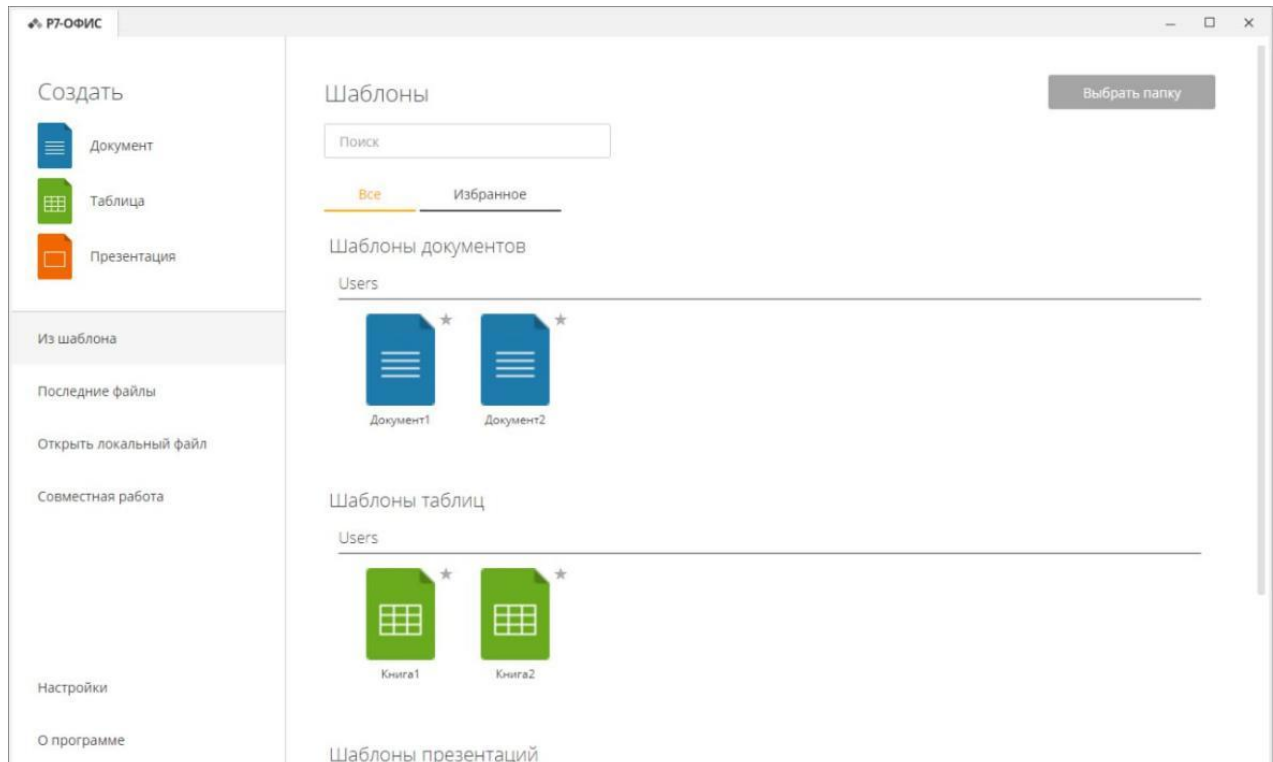 Р7-ОФИС
Создать
Документ
Таблица
Презентация
Из шаблона
Последние файлы
Открыть локальный файл
Совместная работа
Настройки
О программе
Шаблоны
Выбрать папку
Поиск
Все Избранное
Шаблоны документов
Users
Документ1 Документ2
Шаблоны таблиц
Users
Книга1 Книга2
Шаблоны презентаций